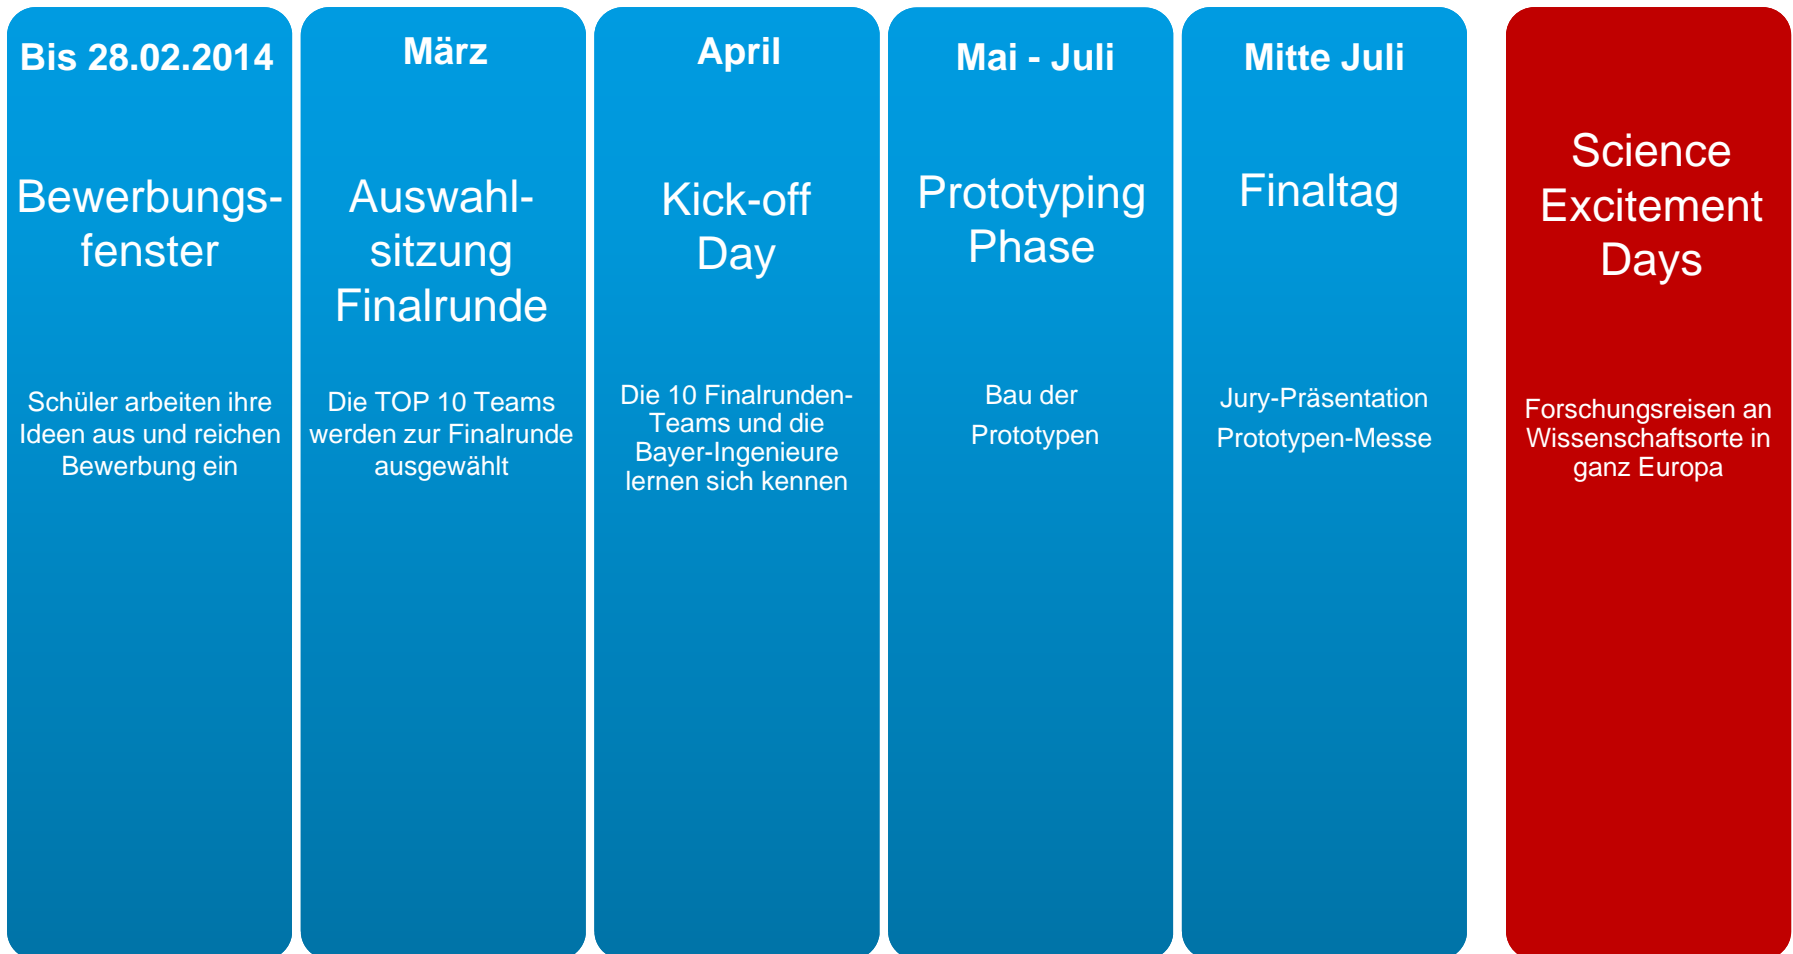 Bis 28.02.2014
Bewerbungs-
fenster
Schüler arbeiten ihre
Ideen aus und reichen
Bewerbung ein
März
Auswahl-
sitzung
Finalrunde
Die TOP 10 Teams
werden zur Finalrunde
ausgewählt
April
Kick-off
Day
Die 10 Finalrunden-
Teams und die
Bayer-Ingenieure
lernen sich kennen
Mai - Juli
Prototyping
Phase
Bau der
Prototypen
Mitte Juli
Finaltag
Jury-Präsentation
Prototypen-Messe
Science
Excitement
Days
Forschungsreisen an
Wissenschaftsorte in
ganz Europa